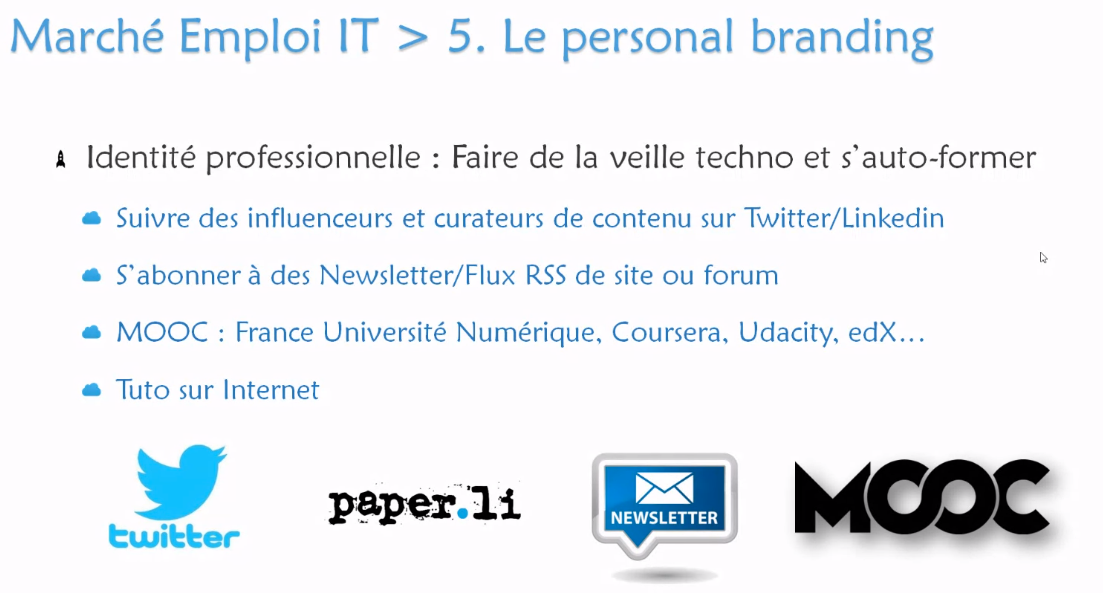 Marché Emploi IT > 5. Le personal branding
Identité professionnelle : Faire de la veille techno et s’auto-former
Suivre des influenceurs et curateurs de contenu sur Twitter/Linkedin
S’abonner à des Newsletter/Flux RSS de site ou forum
MOOC : France Université Numérique, Coursera, Udacity, edX…
Tuto sur Internet
twitter
paper.li
NEWSLETTER
MOOC